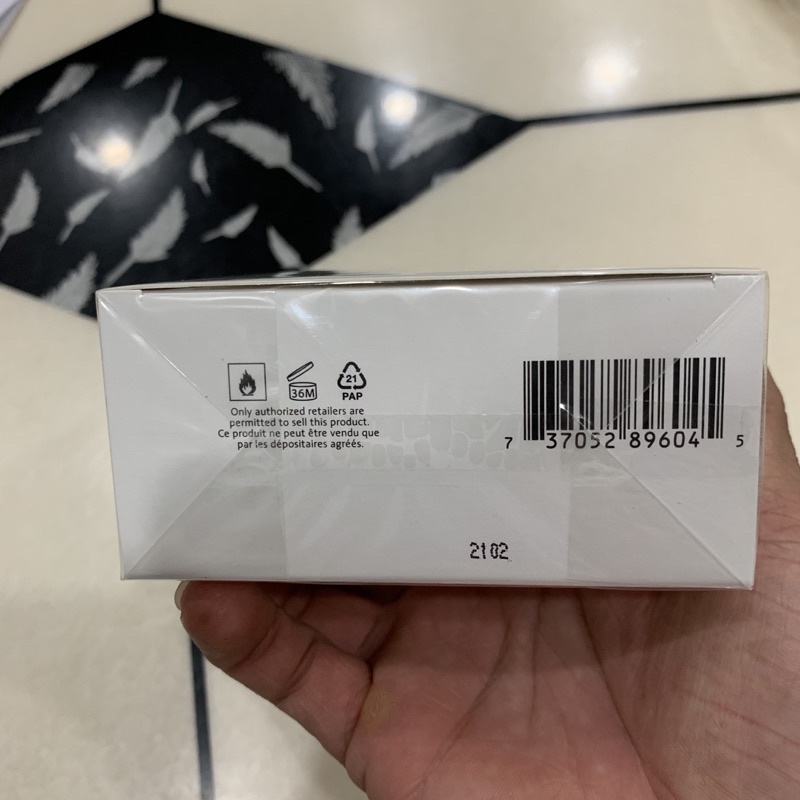 36M
21
PAP
Only authorized retailers are
permitted to sell this product.
Ce produit ne peut être vendu que
par les dépositaires agréés.
7 37052 89604 5
2102